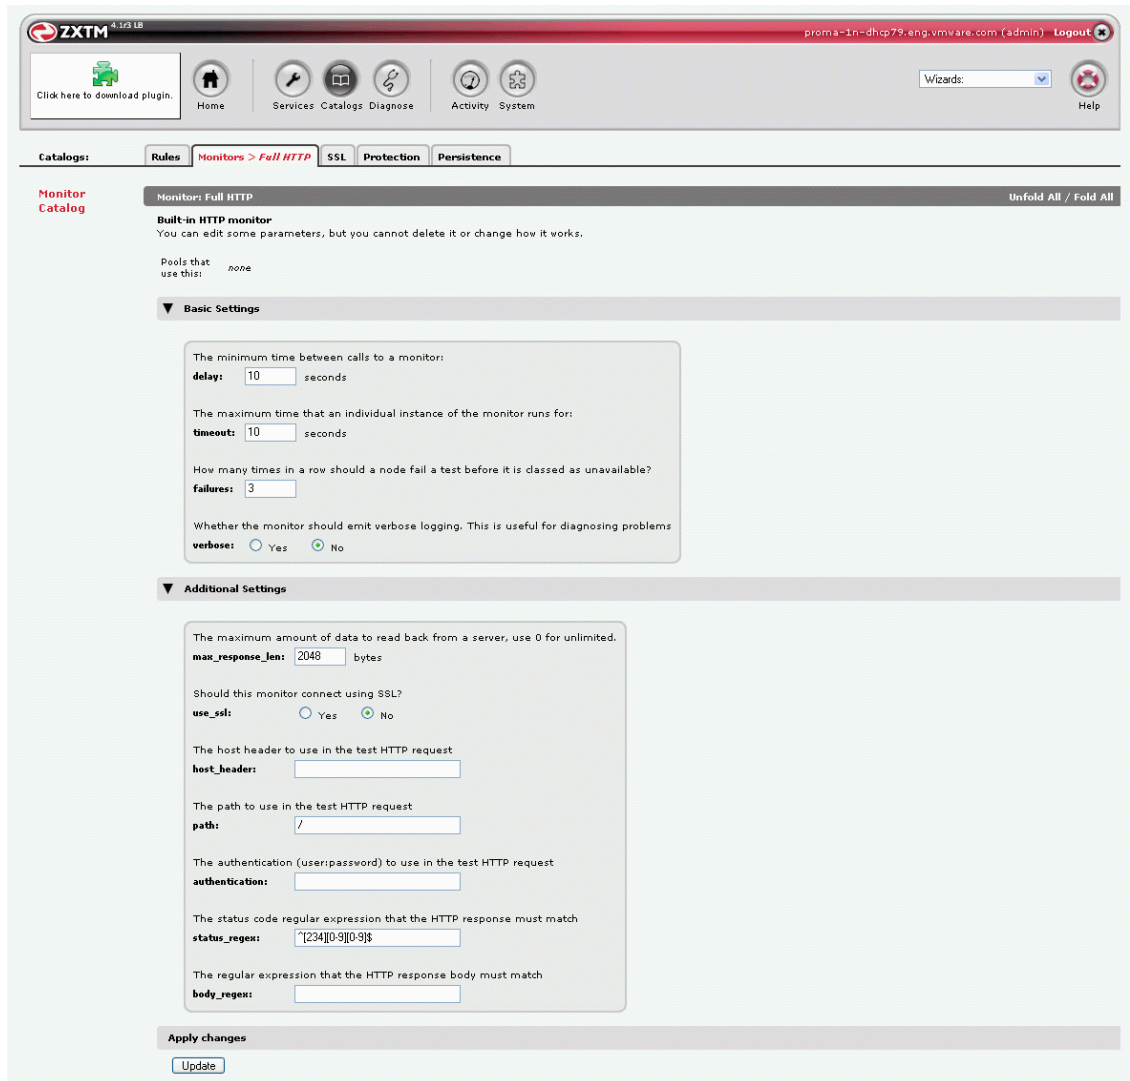 ZXTM 4.1r3 LB
proma-1n-dhcp79.eng.vmware.com (admin) Logout
Click here to download plugin.
Home
Services Catalogs Diagnose
Activity System
Wizards:
Help
Catalogs:
Rules
Monitors > Full HTTP
SSL
Protection
Persistence
Monitor
Catalog
Monitor: Full HTTP
Unfold All / Fold All
Built-in HTTP monitor
You can edit some parameters, but you cannot delete it or change how it works.
Pools that
use this:
none
Basic Settings
The minimum time between calls to a monitor:
delay: 10 seconds
The maximum time that an individual instance of the monitor runs for:
timeout: 10 seconds
How many times in a row should a node fail a test before it is classed as unavailable?
failures: 3
Whether the monitor should emit verbose logging. This is useful for diagnosing problems
verbose: Yes No
Additional Settings
The maximum amount of data to read back from a server, use 0 for unlimited.
max_response_len: 2048 bytes
Should this monitor connect using SSL?
use_ssl: Yes No
The host header to use in the test HTTP request
host_header:
The path to use in the test HTTP request
path: /
The authentication (user:password) to use in the test HTTP request
authentication:
The status code regular expression that the HTTP response must match
status_regex: ^[234][0-9][0-9]$
The regular expression that the HTTP response body must match
body_regex:
Apply changes
Update